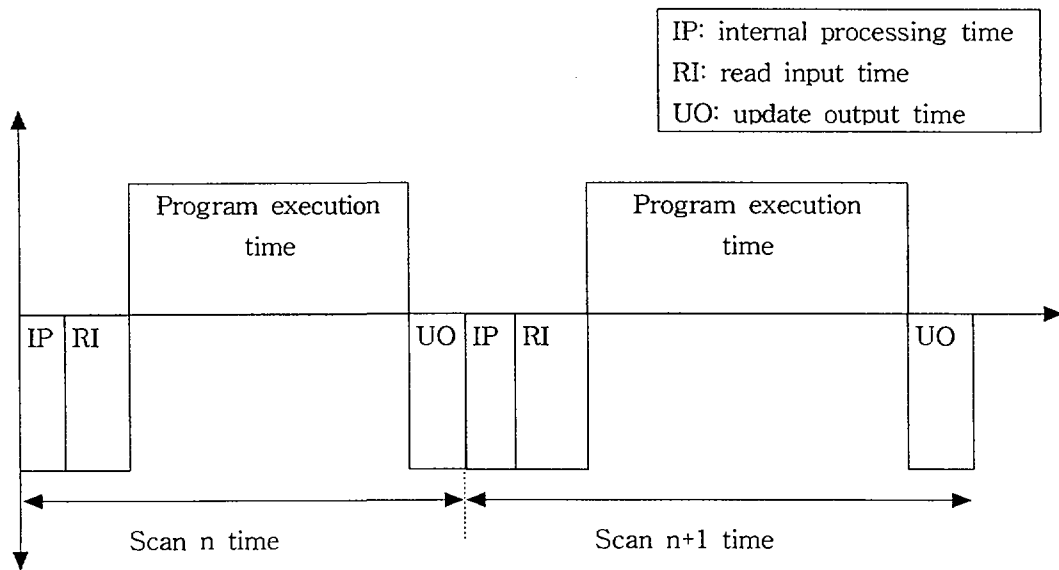 IP: internal processing time
RI: read input time
UO: update output time
Program execution
time
Program execution
time
IP RI UO IP RI UO
Scan n time Scan n+1 time